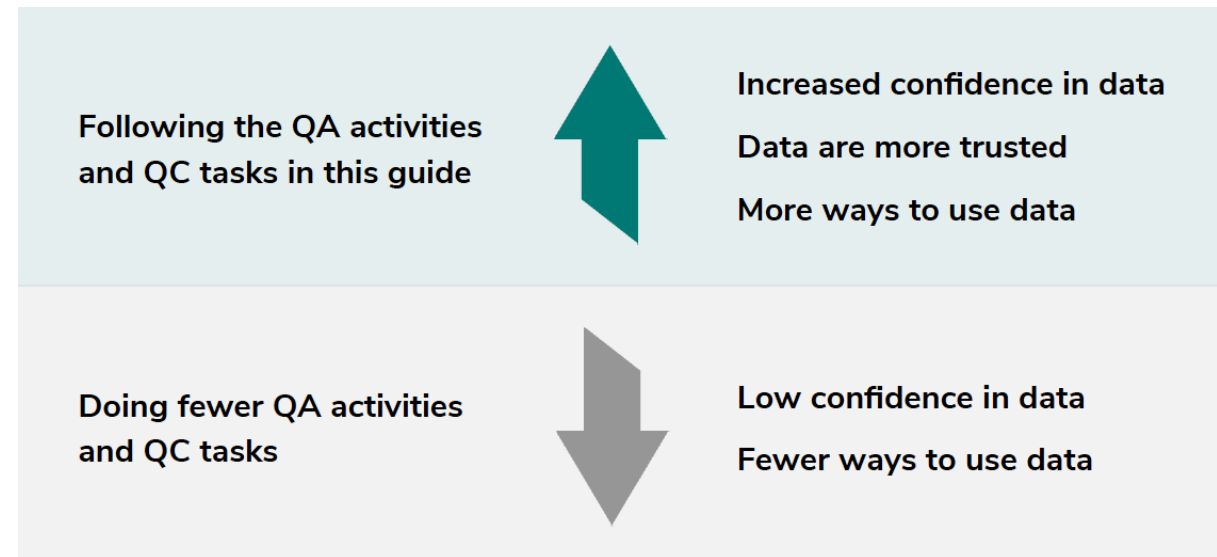 Following the QA activities
and QC tasks in this guide
Increased confidence in data
Data are more trusted
More ways to use data
Doing fewer QA activities
and QC tasks
Low confidence in data
Fewer ways to use data